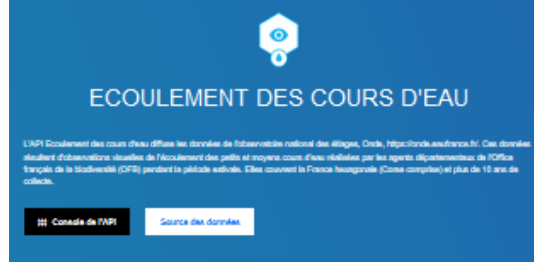 ECOULEMENT DES COURS D'EAU
L'API Ecoulement des cours d'eau diffuse les données de l'observatoire national des étiages, Onde, https://onde.eaufrance.fr/. Ces données
résultent d'observations visuelles de l'écoulement des petits et moyens cours d'eau réalisées par les agents départementaux de l'Office
français de la biodiversité (OFB) pendant la période estivale. Elles couvrent la France hexagonale (Corse comprise) et plus de 10 ans de
collecte.
Console de l'API
Source des données